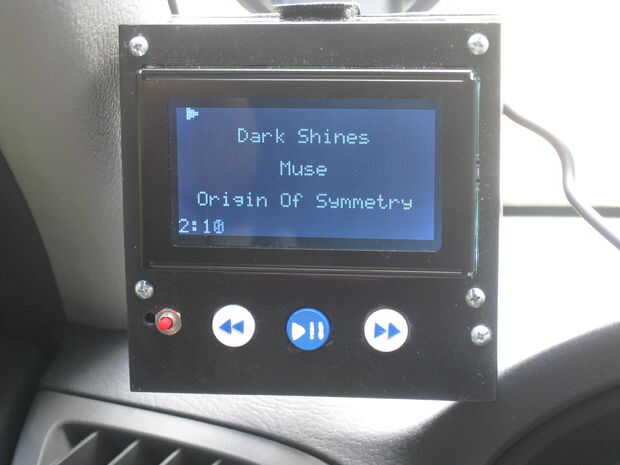 Dark Shines
Muse
Origin Of Symmetry
2:10